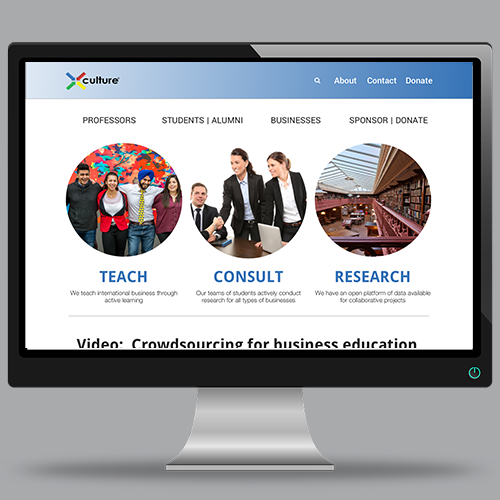 culture®
About Contact Donate
PROFESSORS STUDENTS | ALUMNI BUSINESSES SPONSOR | DONATE
TEACH CONSULT RESEARCH
We teach international business through
active learning
Our teams of students actively conduct
research for all types of businesses
We have an open platform of data available
for collaborative projects
Video: Crowdsourcing for business education